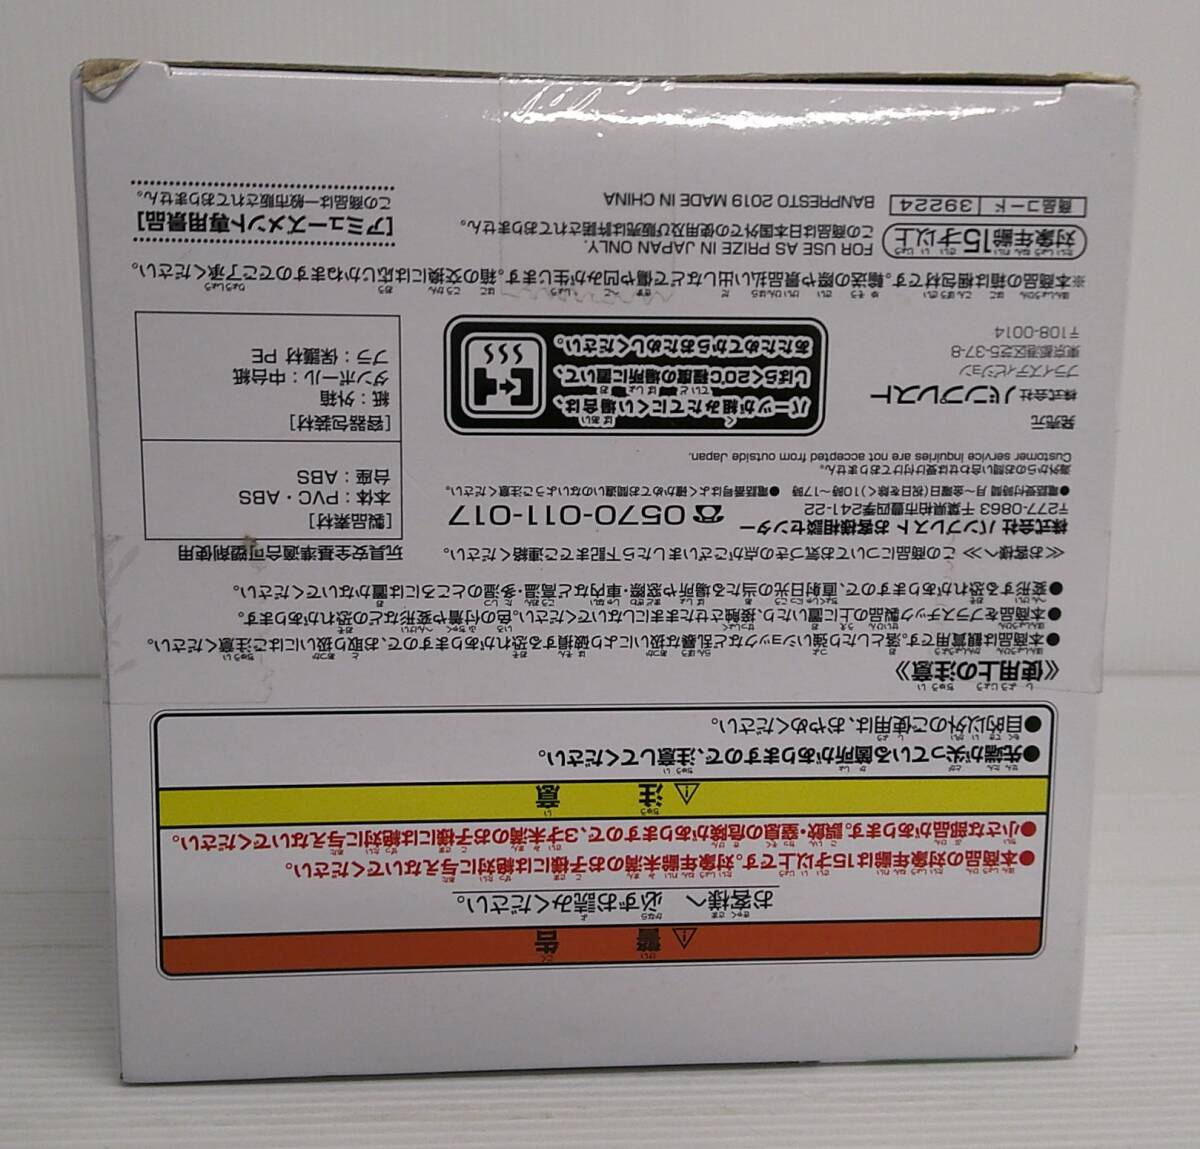 警告
お客様へ 必ずお読みください。
●本商品の対象年齢は15才以上です。対象年齢未満のお子様には絶対に与えないでください。
●小さな部品があります。誤飲・窒息の危険がありますので、3才未満のお子様には絶対に与えないでください。
注意
●先端が尖っている箇所がありますので、注意してください。
●目的以外のご使用は、おやめください。
《使用上の注意》
●本商品は観賞用です。落としたり強いショックなど乱暴な扱いにより破損する恐れがありますので、お取り扱いにはご注意ください。
●本商品をプラスチック製品の上に置いたり、接触させたままにしないでください。色の付着や変形などの恐れがあります。
●変形する恐れがありますので、直射日光の当たる場所や窓際・車内など高温・多湿のところには置かないでください。
≪お客様へ≫ この商品についてお気づきの点がございましたら下記までご連絡ください。
株式会社 バンプレスト お客様相談センター
〒277-0863 千葉県柏市豊四季241-22
☎0570-011-017
●電話受付時間 月〜金曜日(祝日を除く)10時〜17時
●電話番号はよく確かめてお間違いのないようご注意ください。
海外からのお問い合わせは受け付けておりません。
Customer service inquiries are not accepted from outside Japan.
玩具安全基準適合可塑剤使用
[製品素材]
本体：PVC・ABS
台座：ABS
[容器包装材]
紙：外箱
ダンボール：中台紙
プラ：保護材 PE
発売元
株式会社 バンプレスト
プライズディビジョン
東京都港区芝5-37-8
〒108-0014
パーツが組みたてにくい場合は、
しばらく20℃程度の場所に置いて、
あたためてからおためしください。
※本商品の箱は梱包材です。輸送の際や景品払い出しなどで傷や凹みが生じます。箱の交換には応じかねますのでご了承ください。
対象年齢15才以上
FOR USE AS PRIZE IN JAPAN ONLY.
この商品は日本国外での使用及び販売は許諾されておりません。
商品コード 39224
BANPRESTO 2019 MADE IN CHINA
[アミューズメント専用景品]
この商品は一般市販されておりません。